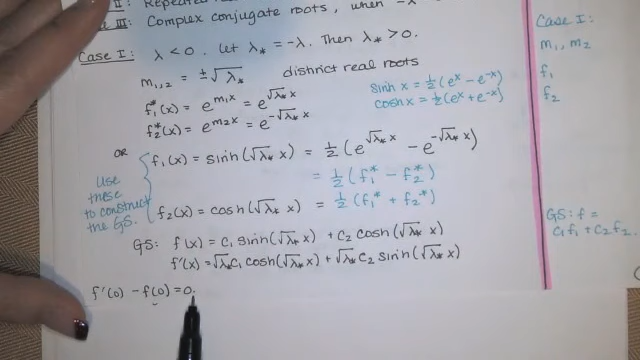 II: Repeated
III: Complex conjugate roots, when -λ
Case I: λ < 0. Let λ* = -λ. Then λ* > 0.
m₁,₂ = ±√λ* district real roots
f₁*(x) = e^{m₁x} = e^{√λ* x}
f₂*(x) = e^{m₂x} = e^{-√λ* x}
sinh x = ½(eˣ - e⁻ˣ)
cosh x = ½(eˣ + e⁻ˣ)
OR
f₁(x) = sinh(√λ* x) = ½(e^{√λ* x} - e^{-√λ* x})
= ½(f₁* - f₂*)
f₂(x) = cosh(√λ* x) = ½(f₁* + f₂*)
Use
these
to construct
the GS.
GS: f(x) = c₁ sinh(√λ* x) + c₂ cosh(√λ* x)
f'(x) = √λ* c₁ cosh(√λ* x) + √λ* c₂ sinh(√λ* x)
f'(0) - f(0) = 0.
Case I:
m₁, m₂
f₁
f₂
GS: f =
c₁f₁ + c₂f₂.